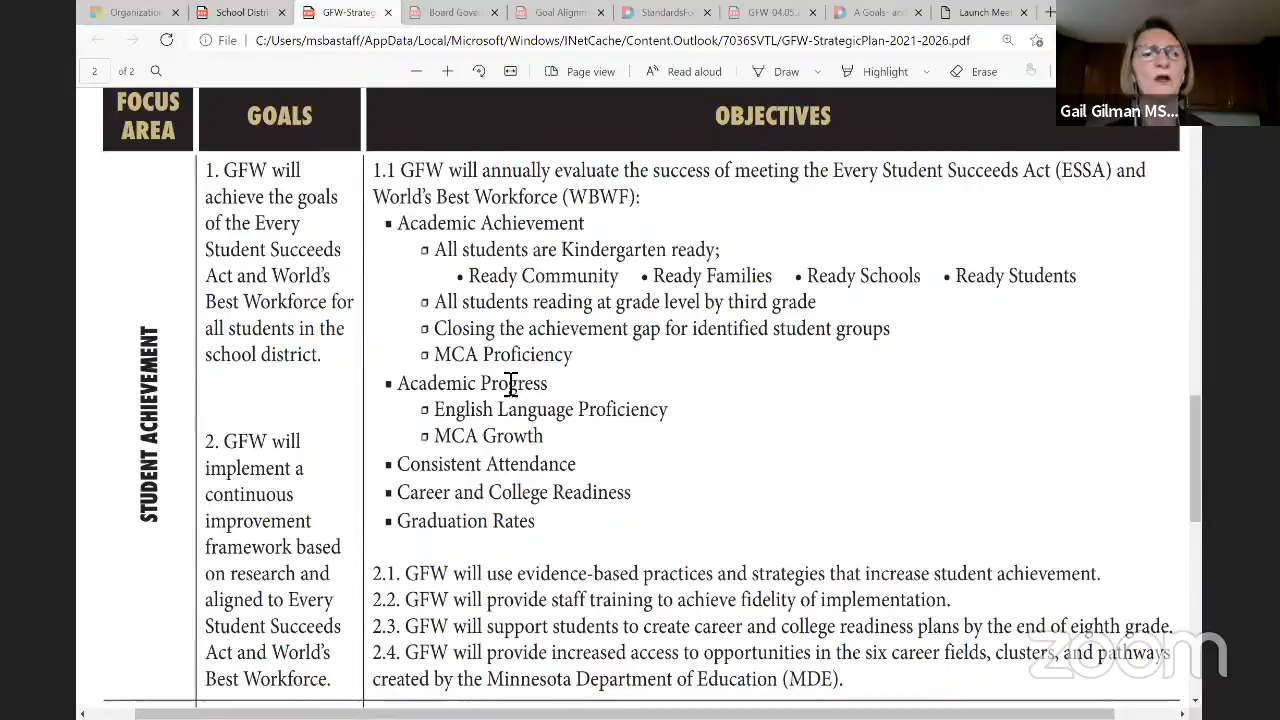 Organization
School Distri
GFW-Strateg
Board Gove
Goal Alignm
StandardsFo
GFW 04.05.
A Goals- and
Launch Meet
File
C:/Users/msbastaff/AppData/Local/Microsoft/Windows/INetCache/Content.Outlook/7036SVTL/GFW-StrategicPlan-2021-2026.pdf
2 of 2
Page view
Read aloud
Draw
Highlight
Erase
Gail Gilman MS...
FOCUS
AREA
GOALS
OBJECTIVES
STUDENT ACHIEVEMENT
1. GFW will
achieve the goals
of the Every
Student Succeeds
Act and World's
Best Workforce for
all students in the
school district.
2. GFW will
implement a
continuous
improvement
framework based
on research and
aligned to Every
Student Succeeds
Act and World's
Best Workforce.
1.1 GFW will annually evaluate the success of meeting the Every Student Succeeds Act (ESSA) and
World's Best Workforce (WBWF):
▪ Academic Achievement
❑ All students are Kindergarten ready;
• Ready Community • Ready Families • Ready Schools • Ready Students
❑ All students reading at grade level by third grade
❑ Closing the achievement gap for identified student groups
❑ MCA Proficiency
▪ Academic Progress
❑ English Language Proficiency
❑ MCA Growth
▪ Consistent Attendance
▪ Career and College Readiness
▪ Graduation Rates
2.1. GFW will use evidence-based practices and strategies that increase student achievement.
2.2. GFW will provide staff training to achieve fidelity of implementation.
2.3. GFW will support students to create career and college readiness plans by the end of eighth grade.
2.4. GFW will provide increased access to opportunities in the six career fields, clusters, and pathways
created by the Minnesota Department of Education (MDE).
zoom